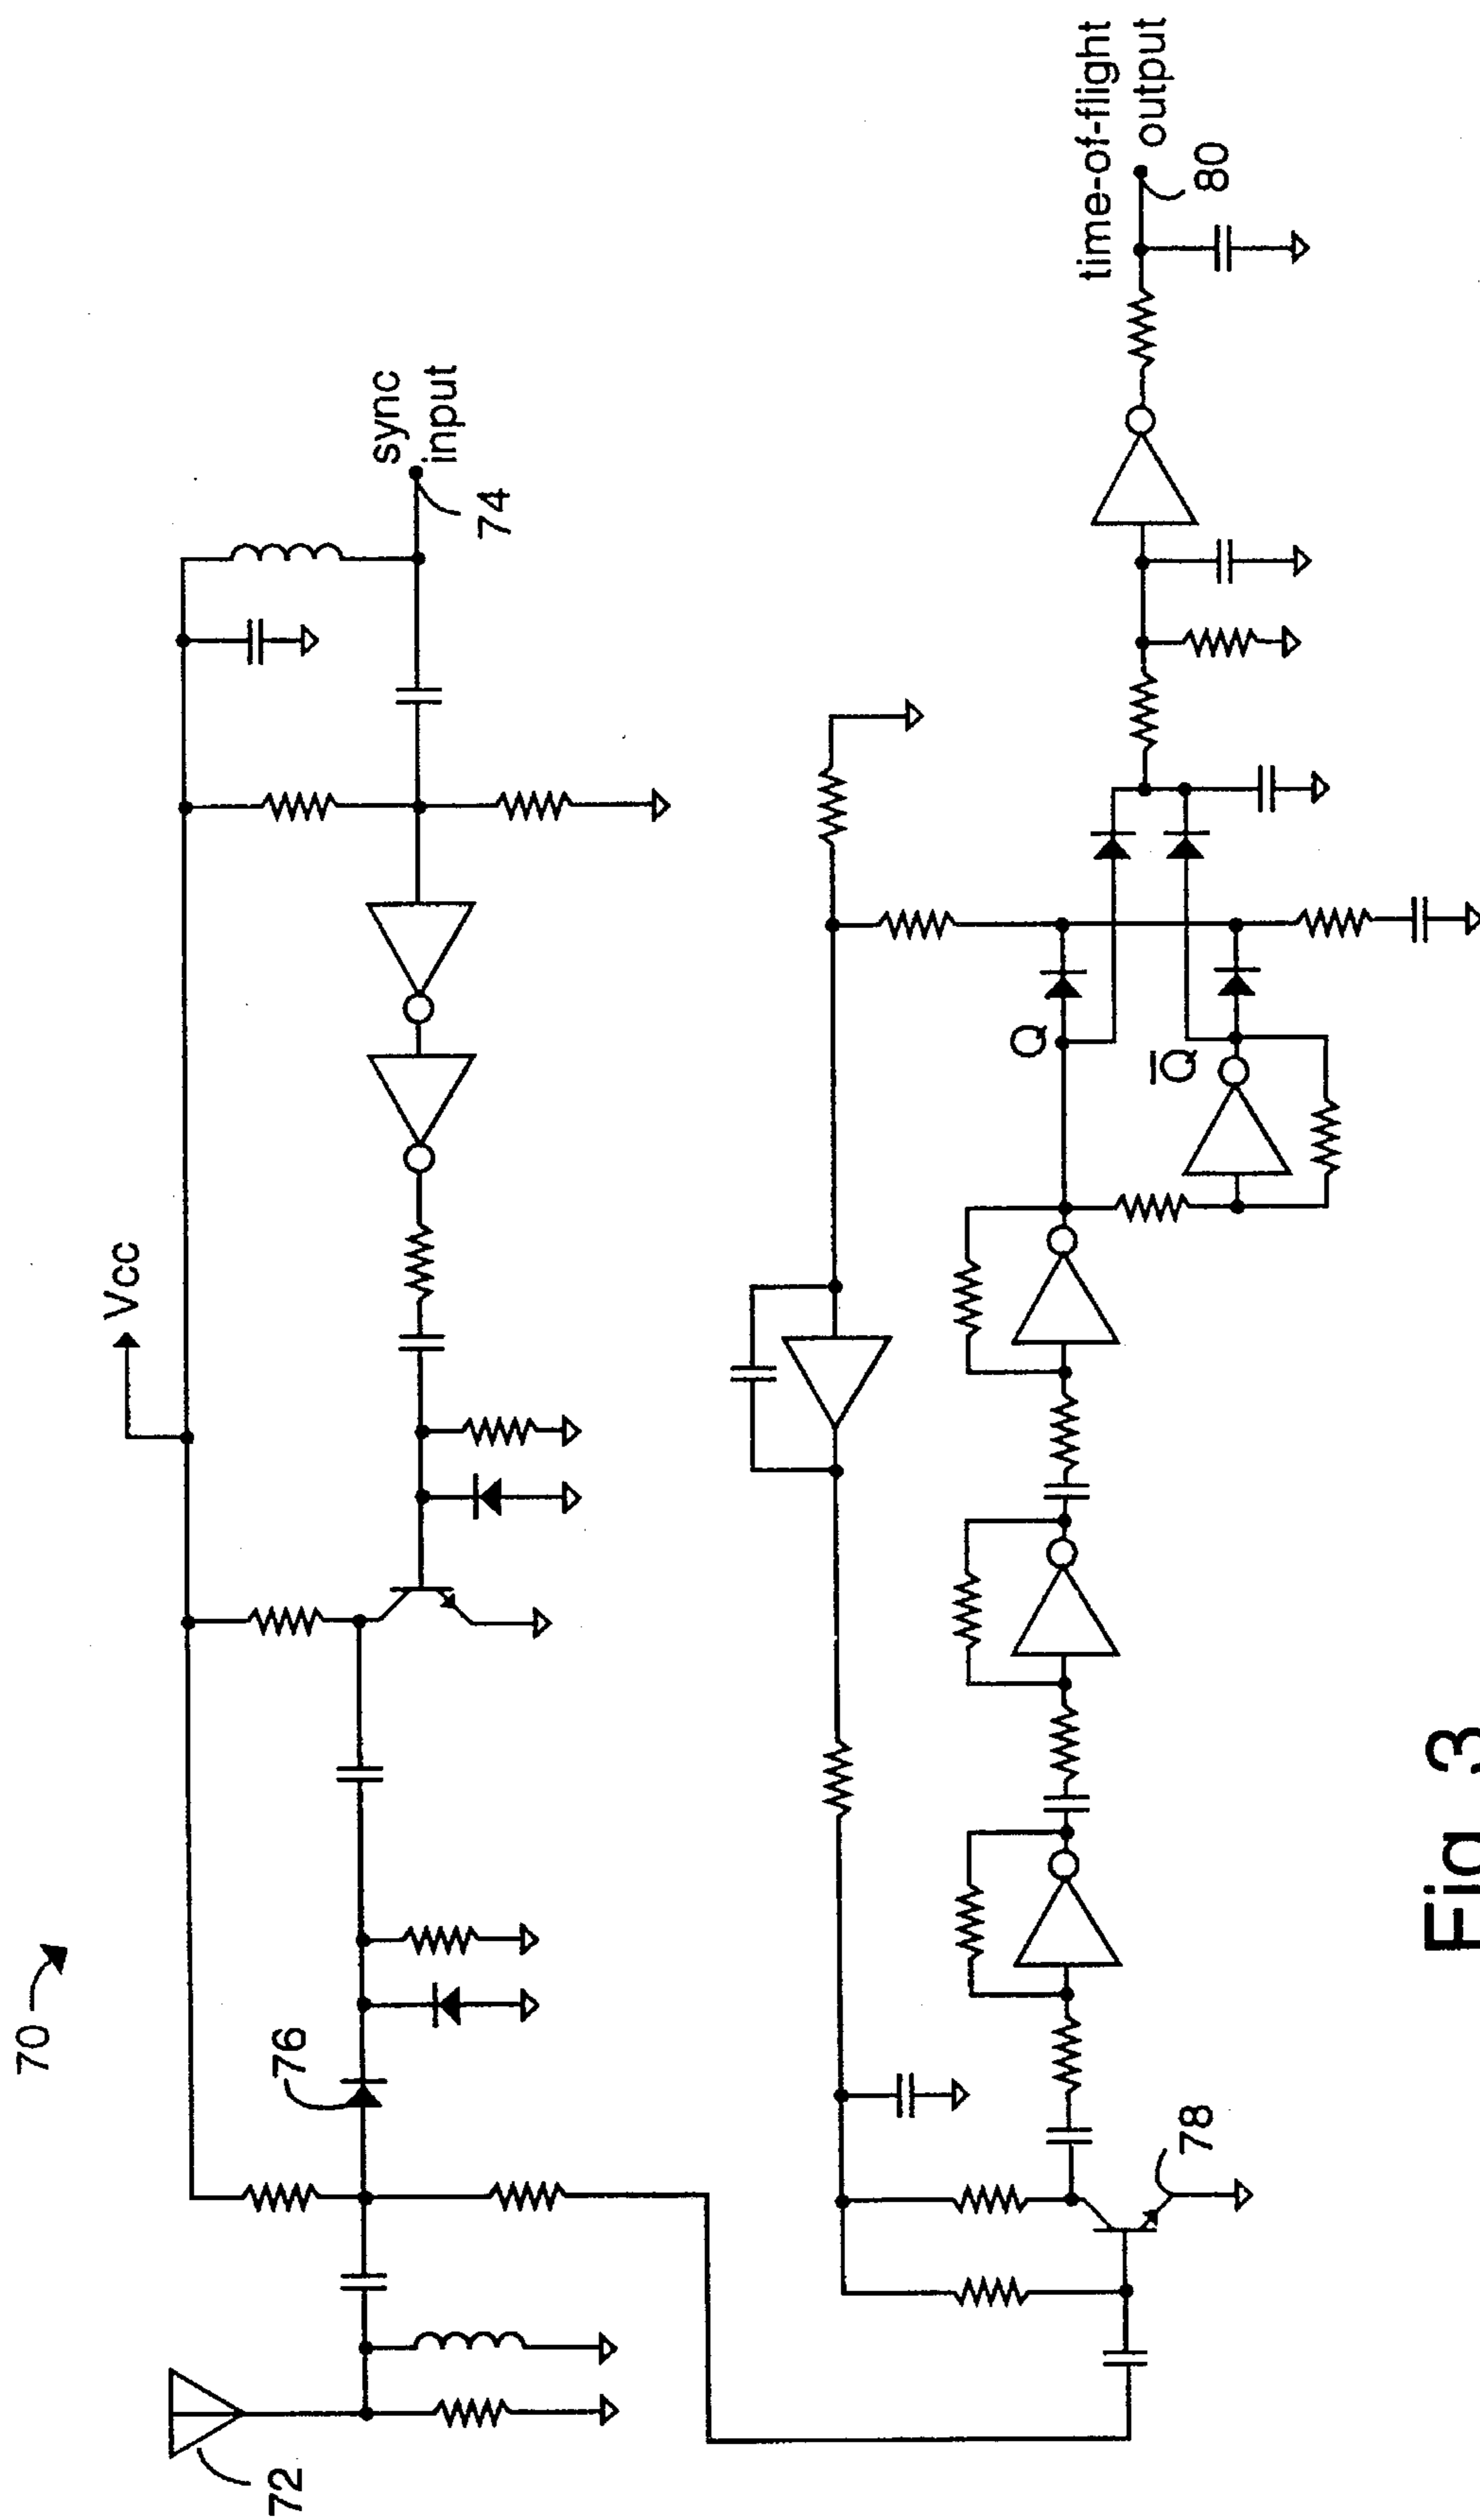 70
Vcc
sync
input
74
76
72
time-of-flight
output
80
Q
Q̅
78
Fig. 3